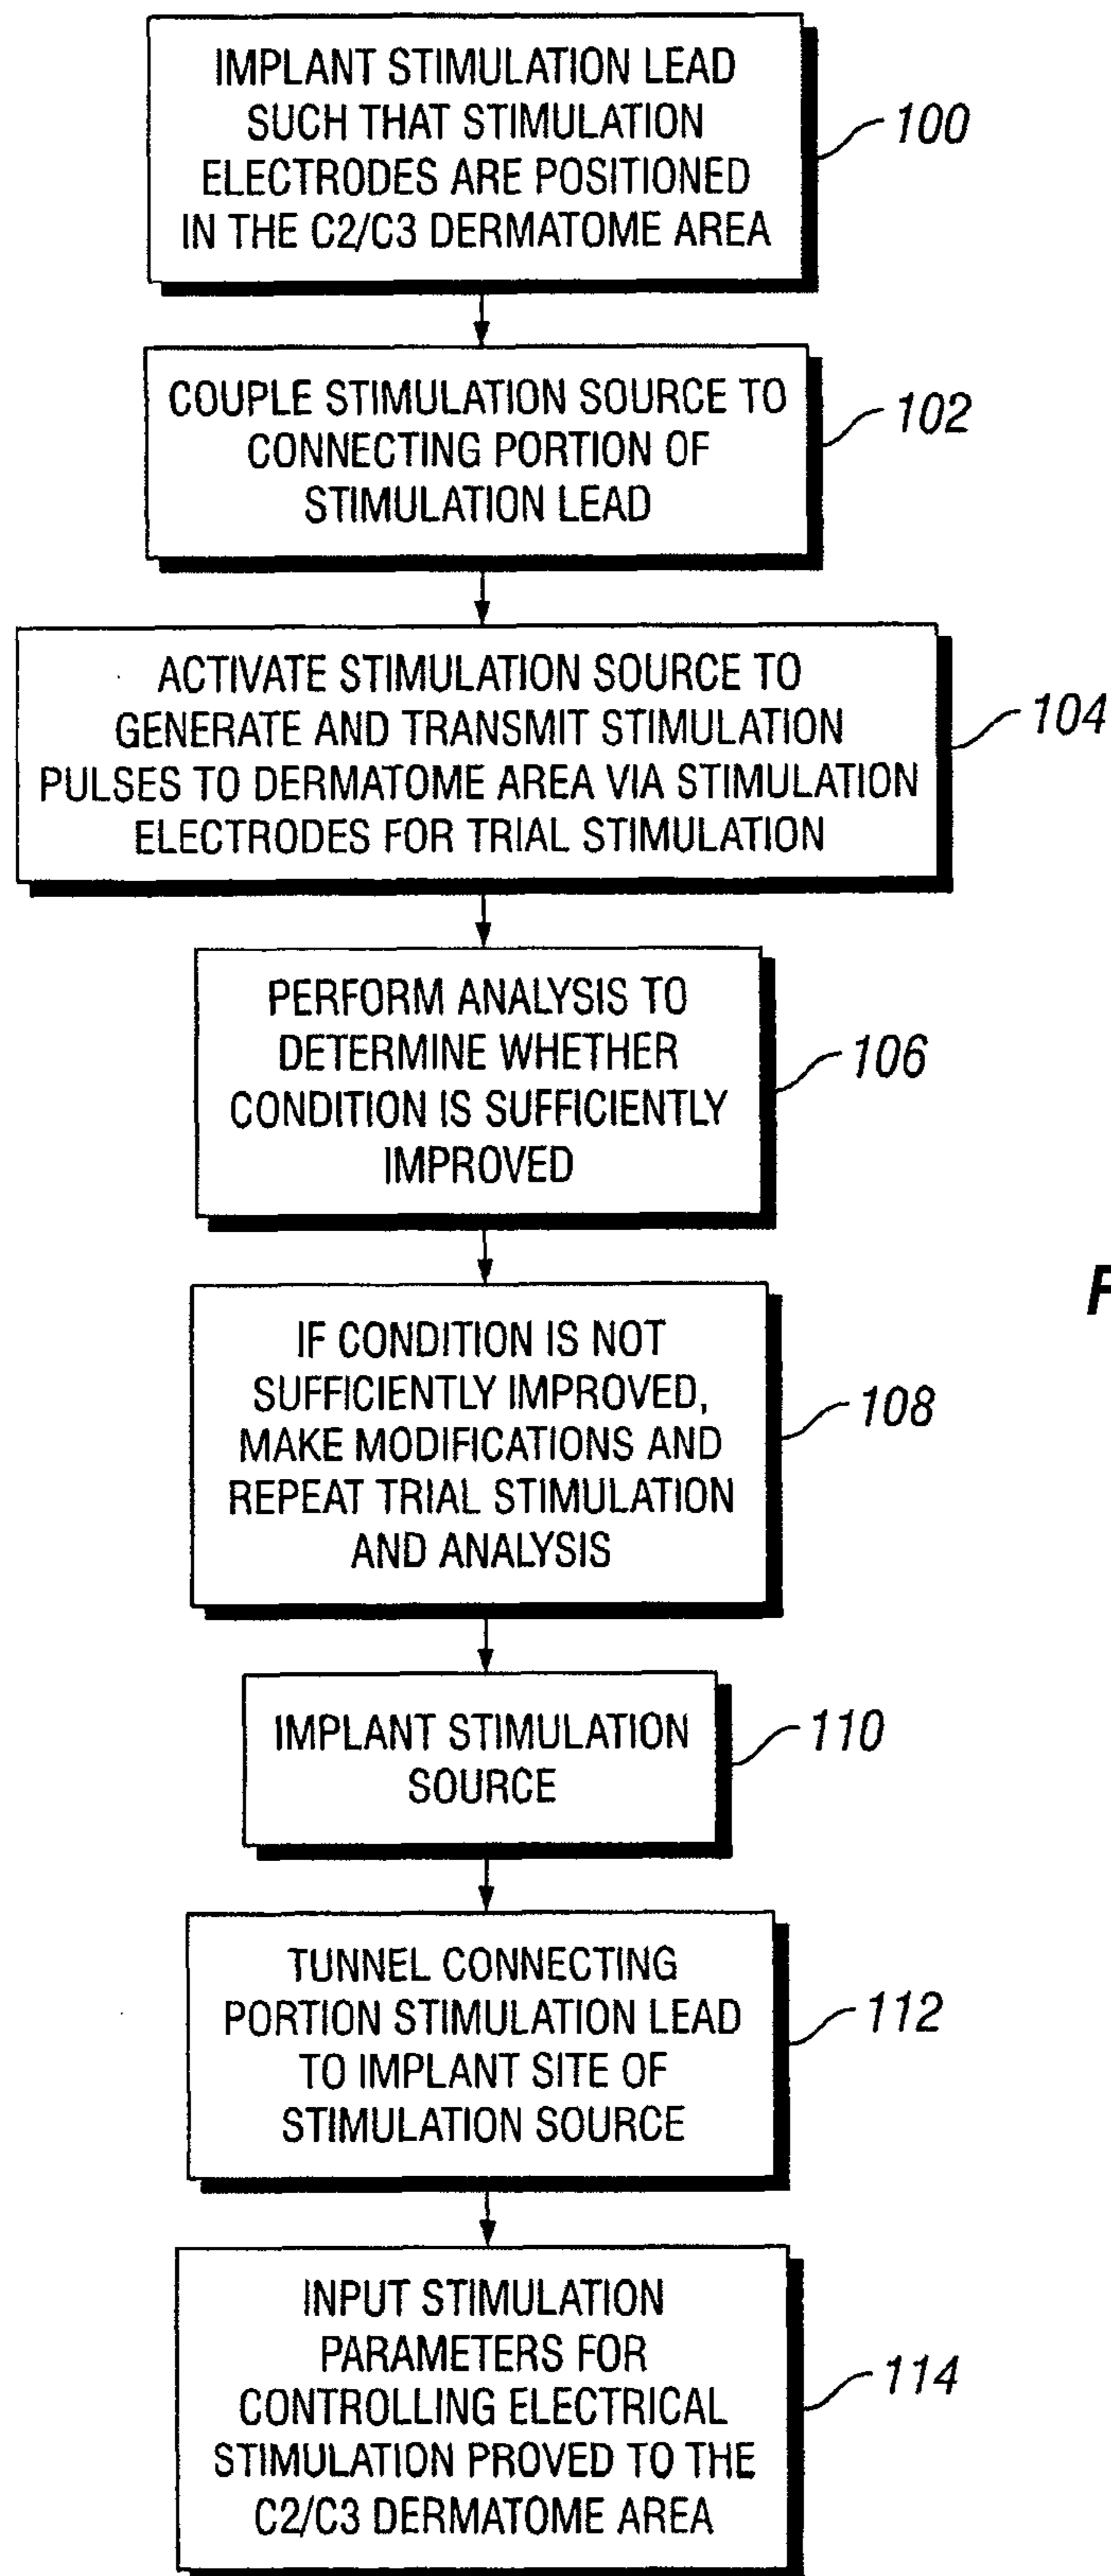 IMPLANT STIMULATION LEAD
SUCH THAT STIMULATION
ELECTRODES ARE POSITIONED
IN THE C2/C3 DERMATOME AREA
100
COUPLE STIMULATION SOURCE TO
CONNECTING PORTION OF
STIMULATION LEAD
102
ACTIVATE STIMULATION SOURCE TO
GENERATE AND TRANSMIT STIMULATION
PULSES TO DERMATOME AREA VIA STIMULATION
ELECTRODES FOR TRIAL STIMULATION
104
PERFORM ANALYSIS TO
DETERMINE WHETHER
CONDITION IS SUFFICIENTLY
IMPROVED
106
IF CONDITION IS NOT
SUFFICIENTLY IMPROVED,
MAKE MODIFICATIONS AND
REPEAT TRIAL STIMULATION
AND ANALYSIS
108
F
IMPLANT STIMULATION
SOURCE
110
TUNNEL CONNECTING
PORTION STIMULATION LEAD
TO IMPLANT SITE OF
STIMULATION SOURCE
112
INPUT STIMULATION
PARAMETERS FOR
CONTROLLING ELECTRICAL
STIMULATION PROVED TO THE
C2/C3 DERMATOME AREA
114